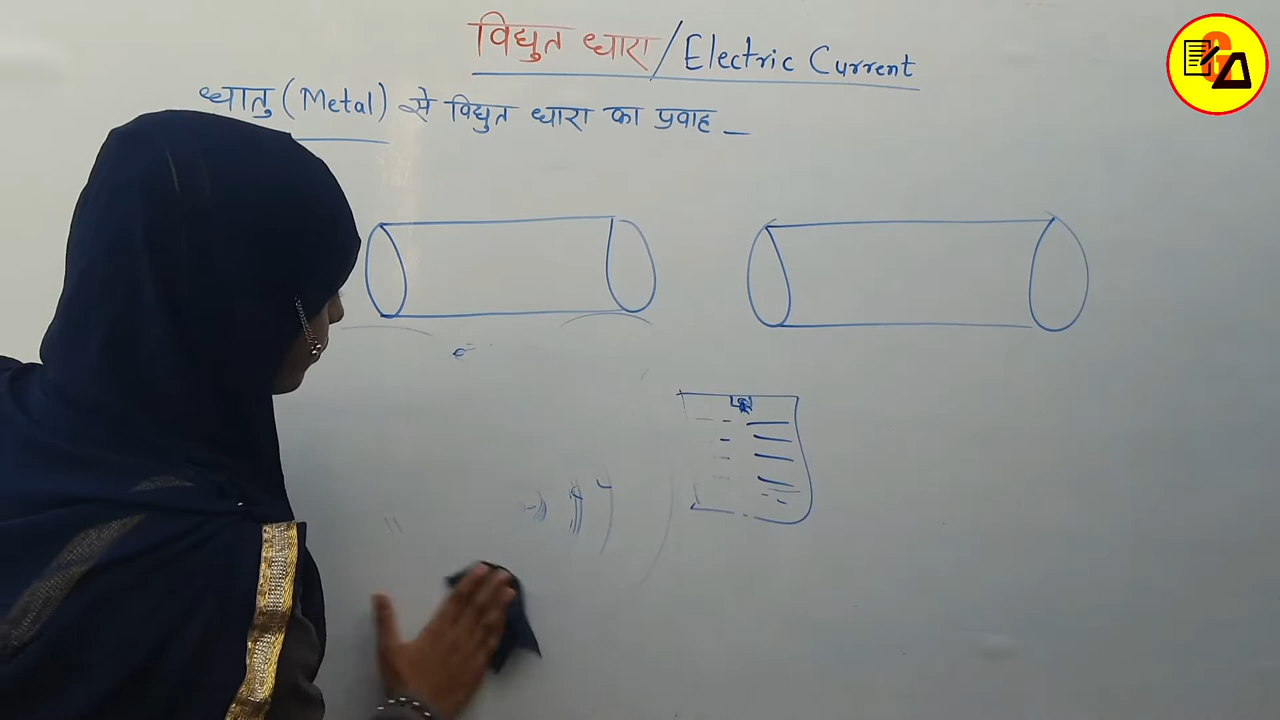 विद्युत धारा/Electric Current
धातु (Metal) से विद्युत धारा का प्रवाह _
e⁻